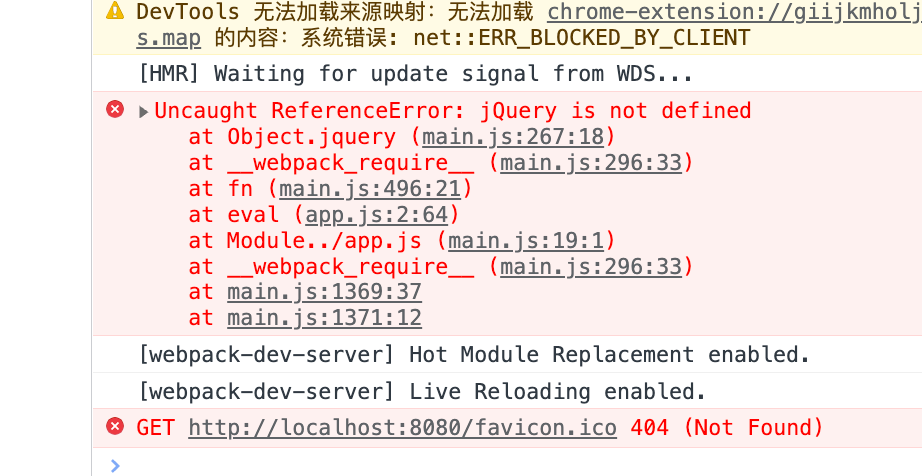 DevTools 无法加载来源映射：无法加载 chrome-extension://giijkmholj
s.map 的内容：系统错误: net::ERR_BLOCKED_BY_CLIENT
[HMR] Waiting for update signal from WDS...
Uncaught ReferenceError: jQuery is not defined
at Object.jquery (main.js:267:18)
at __webpack_require__ (main.js:296:33)
at fn (main.js:496:21)
at eval (app.js:2:64)
at Module../app.js (main.js:19:1)
at __webpack_require__ (main.js:296:33)
at main.js:1369:37
at main.js:1371:12
[webpack-dev-server] Hot Module Replacement enabled.
[webpack-dev-server] Live Reloading enabled.
GET http://localhost:8080/favicon.ico 404 (Not Found)